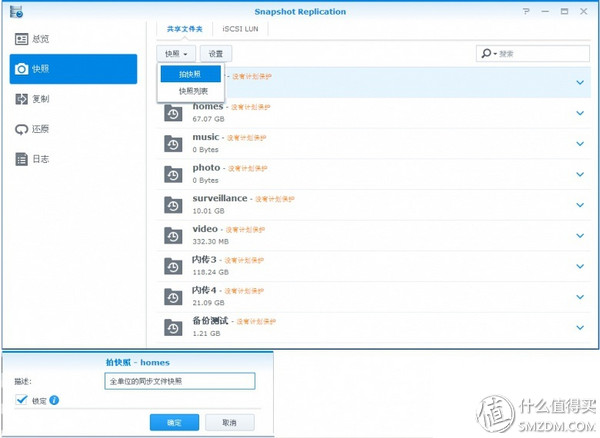 Snapshot Replication
总览
快照
复制
还原
日志
共享文件夹
iSCSI LUN
快照
设置
搜索
拍快照
快照列表
- 没有计划保护
homes - 没有计划保护
67.07 GB
music - 没有计划保护
0 Bytes
photo - 没有计划保护
0 Bytes
surveillance - 没有计划保护
10.01 GB
video - 没有计划保护
332.30 MB
内传3 - 没有计划保护
118.24 GB
内传4 - 没有计划保护
21.09 GB
备份测试 - 没有计划保护
1.21 GB
拍快照 - homes
描述:
全单位的同步文件快照
锁定
确定
取消
值 什么值得买
SMZDM.COM